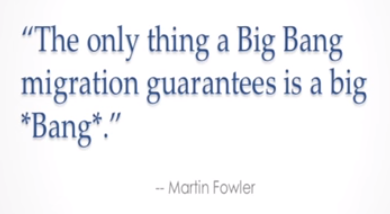 “The only thing a Big Bang
migration guarantees is a big
*Bang*.”
-- Martin Fowler